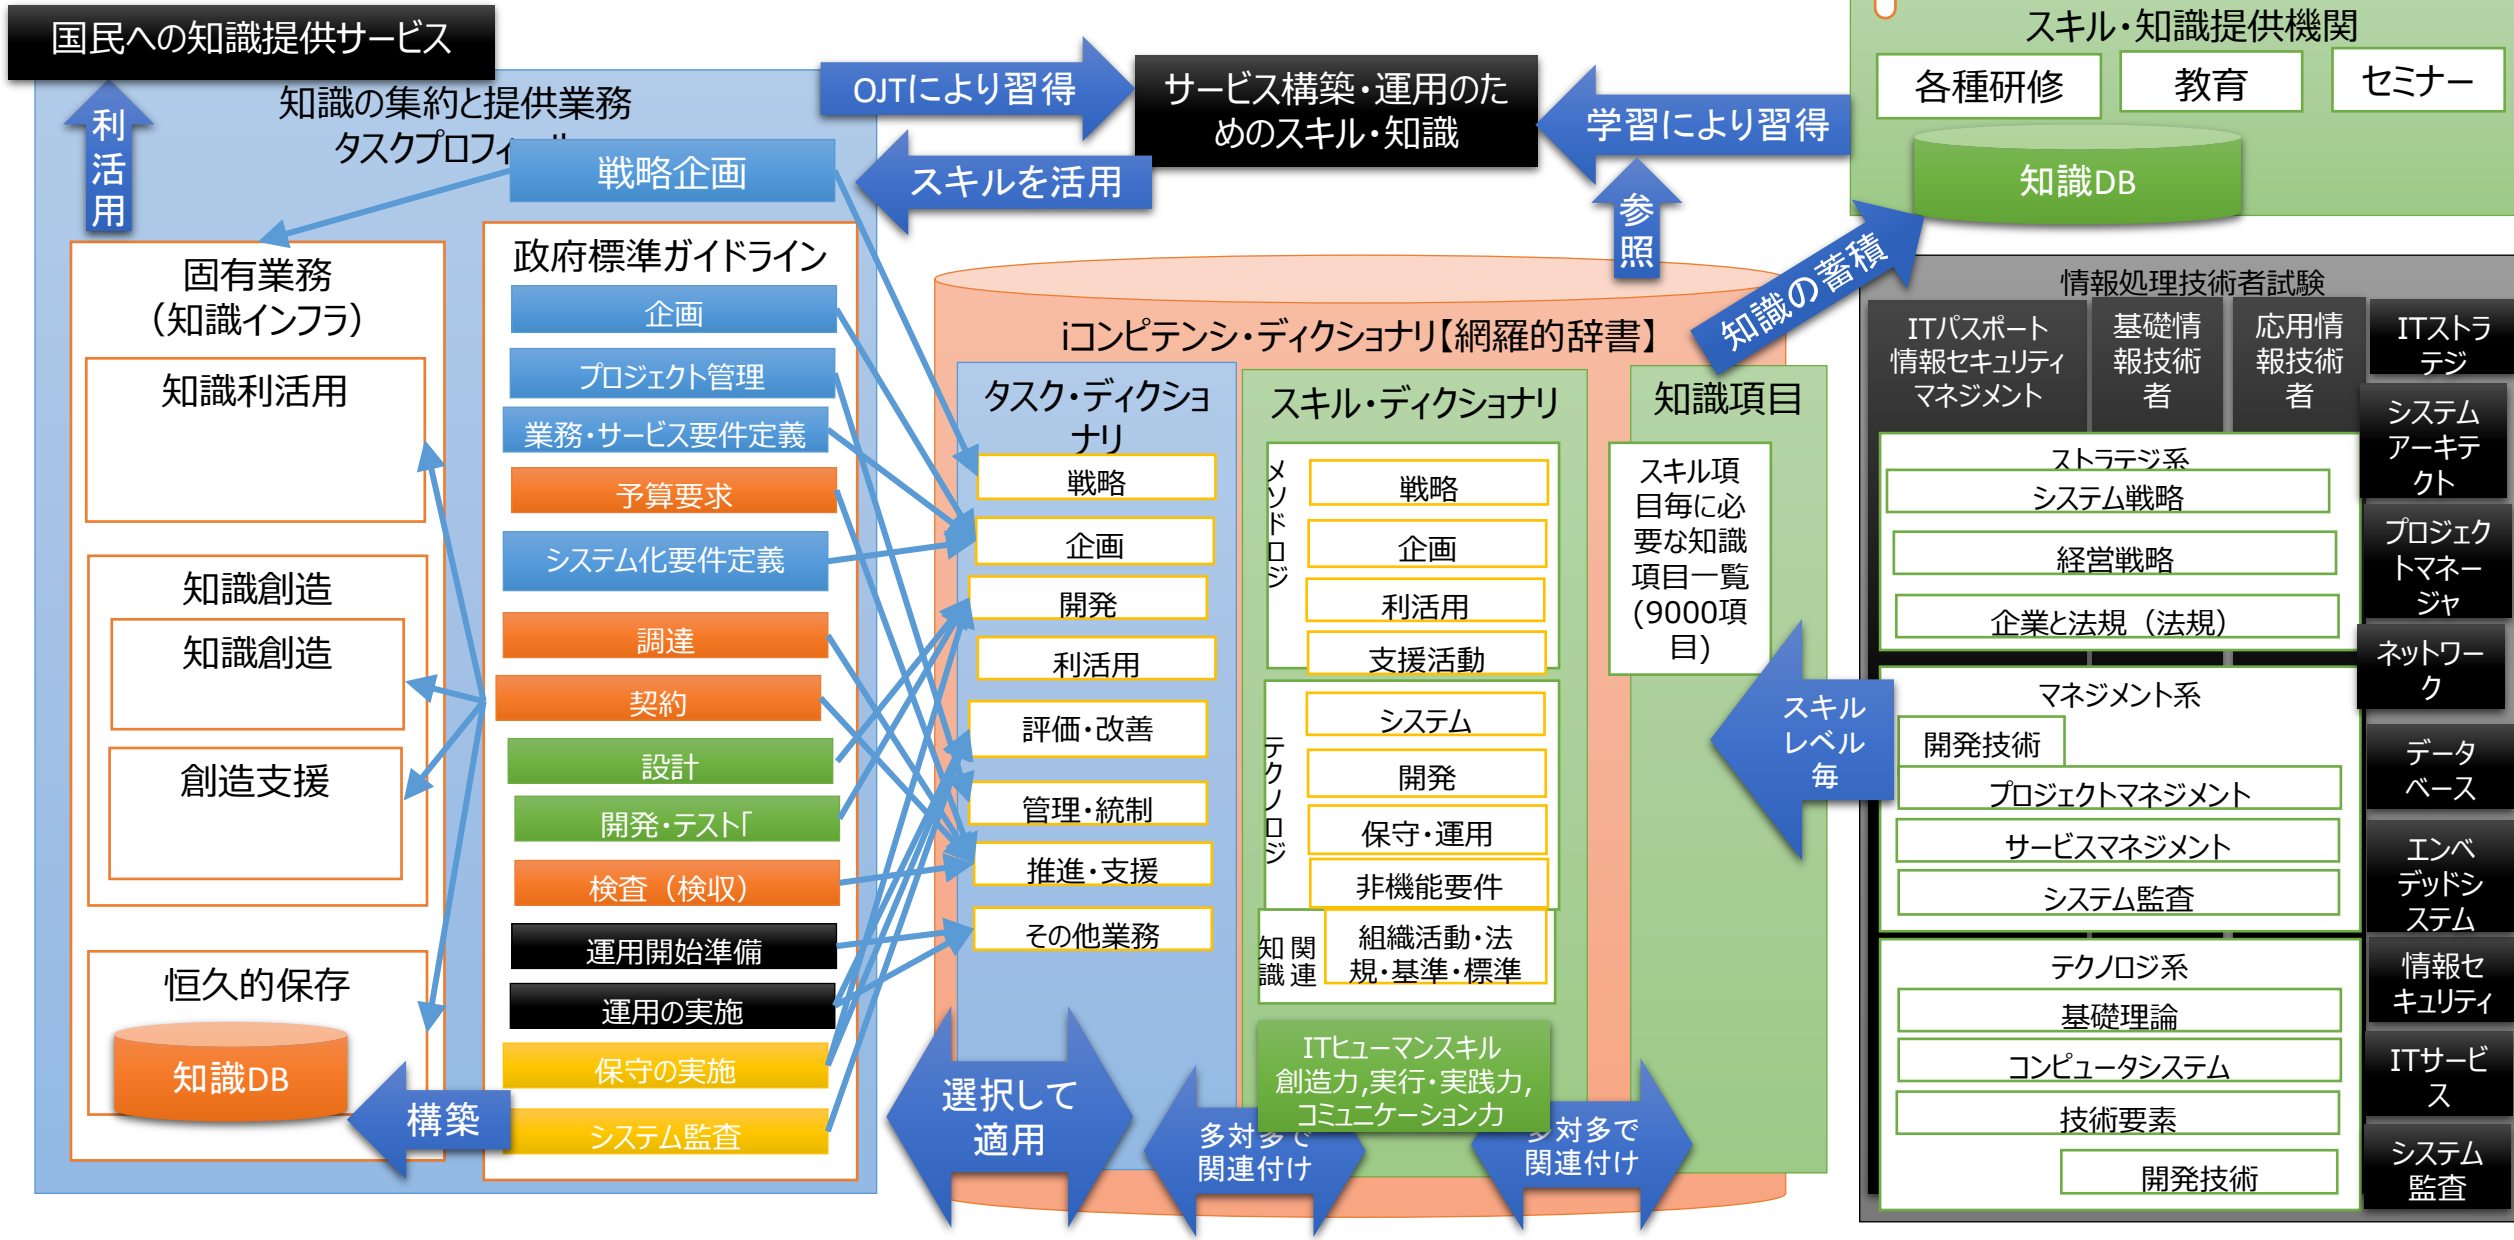 国民への知識提供サービス
利
活
用
知識の集約と提供業務
タスクプロフィール
戦略企画
固有業務
（知識インフラ）
知識利活用
知識創造
知識創造
創造支援
恒久的保存
知識DB
構築
政府標準ガイドライン
企画
プロジェクト管理
業務・サービス要件定義
予算要求
システム化要件定義
調達
契約
設計
開発・テスト「
検査（検収）
運用開始準備
運用の実施
保守の実施
システム監査
OJTにより習得
スキルを活用
サービス構築・運用のた
めのスキル・知識
学習により習得
参
照
知識の蓄積
スキル・知識提供機関
各種研修
教育
セミナー
知識DB
iコンピテンシ・ディクショナリ【網羅的辞書】
タスク・ディクショ
ナリ
戦略
企画
開発
利活用
評価・改善
管理・統制
推進・支援
その他業務
スキル・ディクショナリ
メソドロジ
戦略
企画
利活用
支援活動
テクノロジ
システム
開発
保守・運用
非機能要件
関連
知識
組織活動・法
規・基準・標準
ITヒューマンスキル
創造力,実行・実践力,
コミュニケーション力
知識項目
スキル項
目毎に必
要な知識
項目一覧
(9000項
目)
選択して
適用
多対多で
関連付け
多対多で
関連付け
スキル
レベル
毎
情報処理技術者試験
ITパスポート
情報セキュリティ
マネジメント
基礎情
報技術
者
応用情
報技術
者
ストラテジ系
システム戦略
経営戦略
企業と法規（法規）
マネジメント系
開発技術
プロジェクトマネジメント
サービスマネジメント
システム監査
テクノロジ系
基礎理論
コンピュータシステム
技術要素
開発技術
ITストラ
テジ
システム
アーキテ
クト
プロジェク
トマネー
ジャ
ネットワー
ク
データ
ベース
エンベ
デッドシ
ステム
情報セ
キュリティ
ITサービ
ス
システム
監査